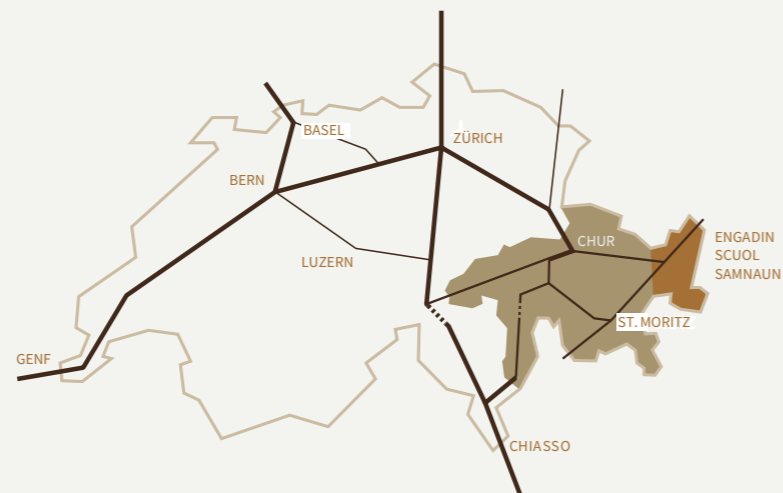 BASEL
ZÜRICH
BERN
CHUR
ENGADIN
SCUOL
SAMNAUN
LUZERN
ST. MORITZ
GENF
CHIASSO